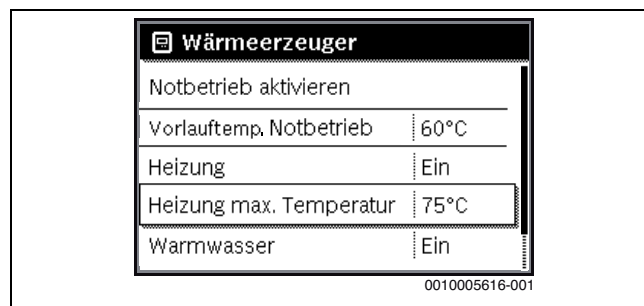 Wärmeerzeuger
Notbetrieb aktivieren
Vorlauftemp. Notbetrieb 60°C
Heizung Ein
Heizung max. Temperatur 75°C
Warmwasser Ein
0010005616-001